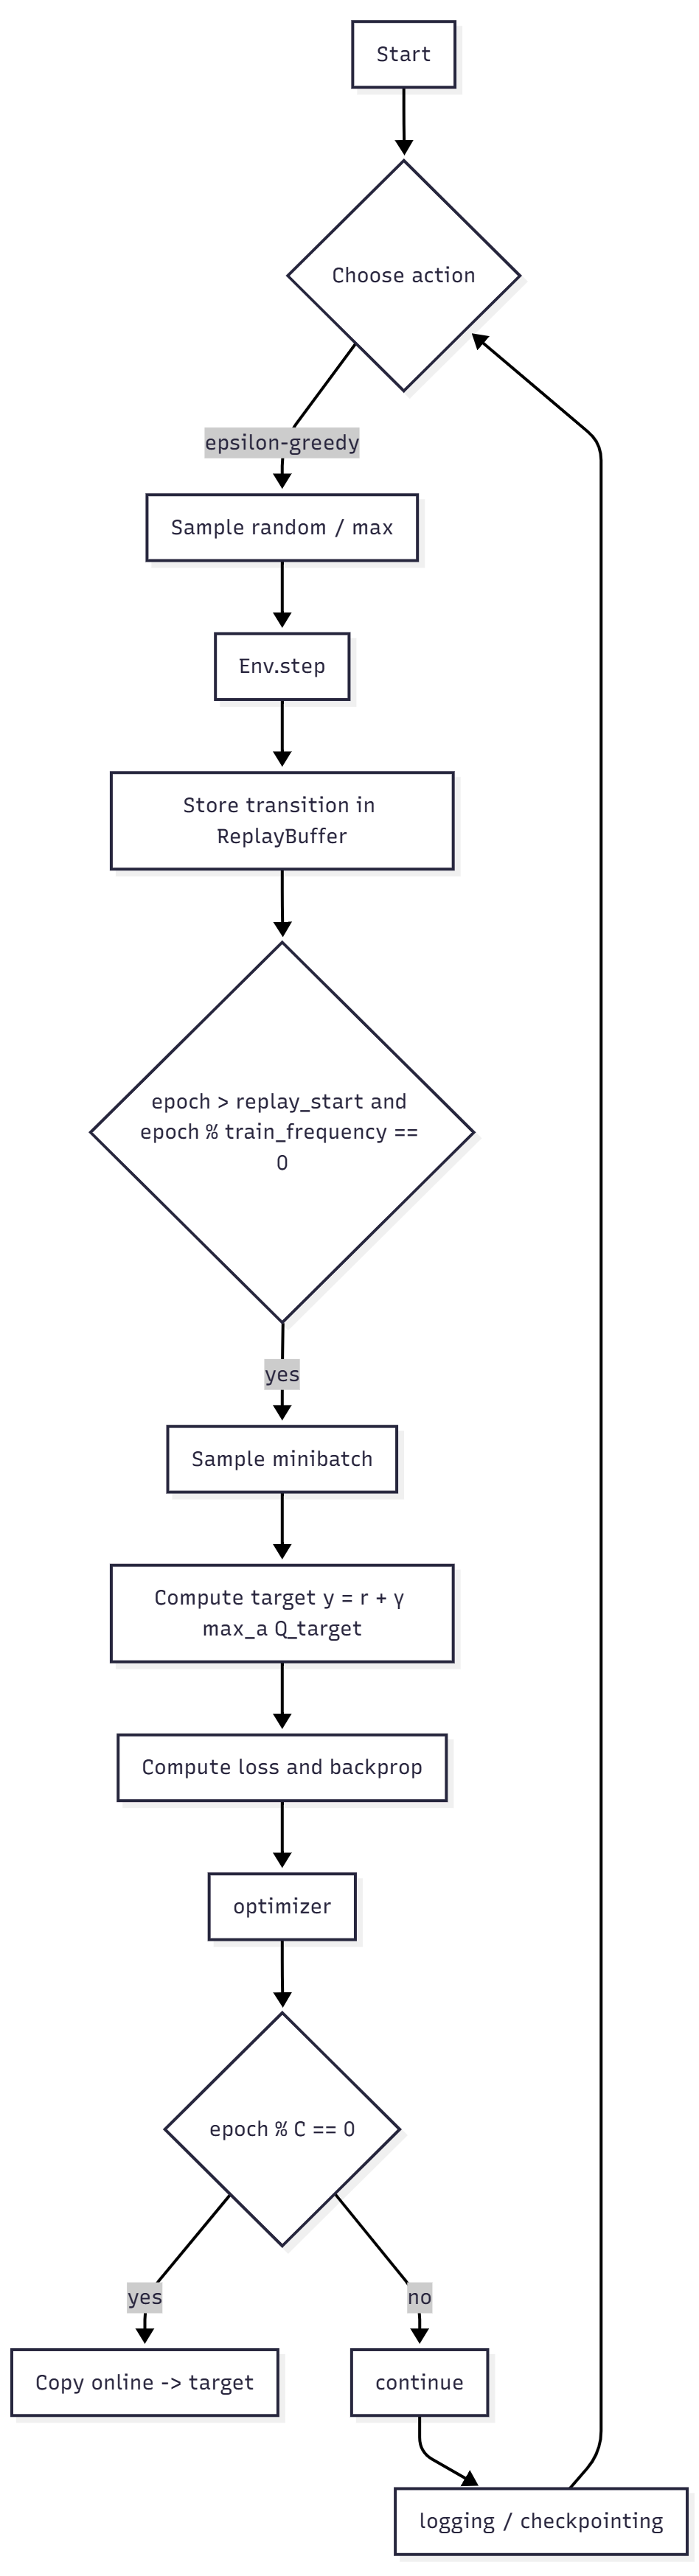 Start
Choose action
epsilon-greedy
Sample random / max
Env.step
Store transition in
ReplayBuffer
epoch > replay_start and
epoch % train_frequency ==
0
yes
Sample minibatch
Compute target y = r + γ
max_a Q_target
Compute loss and backprop
optimizer
epoch % C == 0
yes
no
Copy online -> target
continue
logging / checkpointing